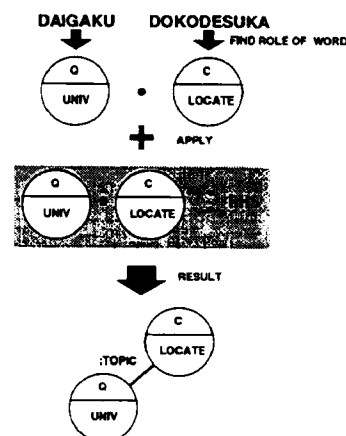 DAIGAKU DOKODESUKA
FIND ROLE OF WORD
Q C
UNIV LOCATE
APPLY
Q C
UNIV LOCATE
RESULT
C
LOCATE
:TOPIC
Q
UNIV